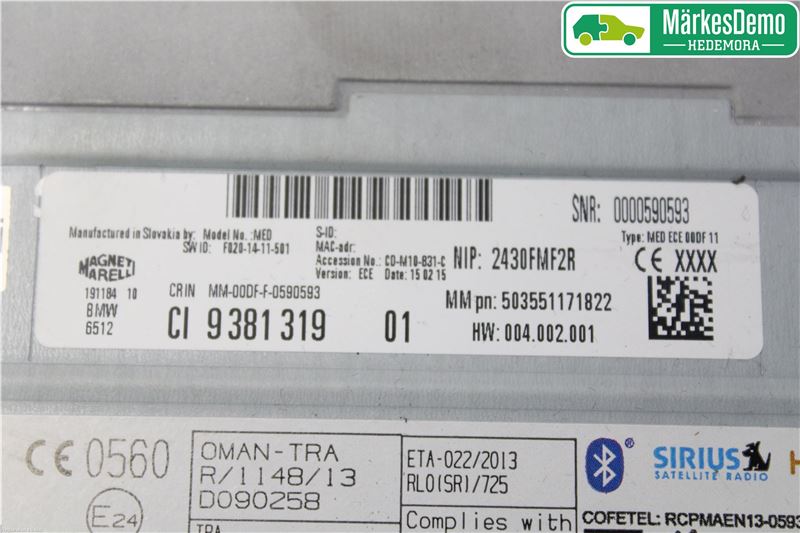 MärkesDemo
HEDEMORA
SNR: 0000590593
Manufactured in Slovakia by:
Model No.:MED
SW ID: F020-14-11-501
S-ID:
MAC-adr:
Accession No.: CD-M10-831-C
Version: ECE Date: 15 02 15
NIP: 2430FMF2R
Type: MED ECE 00DF 11
CE XXXX
MAGNETI
MARELLI
191184 10
BMW
6512
CRIN MM-00DF-F-0590593
MM pn: 503551171822
CI 9 381 319 01
HW: 004.002.001
CE 0560
E24
OMAN-TRA
R/1148/13
D090258
TRA
ETA-022/2013
RLO(SR)/725
Complies with
SIRIUS
SATELLITE RADIO
COFETEL: RCPMAEN13-0593